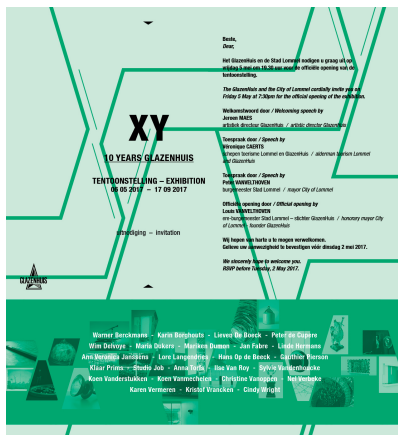 XY
10 YEARS GLAZENHUIS
TENTOONSTELLING – EXHIBITION
06 05 2017 – 17 09 2017
uitnodiging – invitation
GLAZENHUIS
Beste,
Dear,
Het GlazenHuis en de Stad Lommel nodigen u graag uit op
vrijdag 5 mei om 19.30 uur voor de officiële opening van de
tentoonstelling.
The GlazenHuis and the City of Lommel cordially invite you on
Friday 5 May at 7:30pm for the official opening of the exhibition.
Welkomstwoord door / Welcoming speech by
Jeroen MAES
artistiek directeur GlazenHuis / artistic director GlazenHuis
Toespraak door / Speech by
Véronique CAERTS
schepen toerisme Lommel en GlazenHuis / alderman tourism Lommel
and GlazenHuis
Toespraak door / Speech by
Peter VANVELTHOVEN
burgemeester Stad Lommel / mayor City of Lommel
Officiële opening door / Official opening by
Louis VANVELTHOVEN
ere-burgemeester Stad Lommel – stichter GlazenHuis / honorary mayor City
of Lommel - founder GlazenHuis
Wij hopen van harte u te mogen verwelkomen.
Gelieve uw aanwezigheid te bevestigen vóór dinsdag 2 mei 2017.
We sincerely hope to welcome you.
RSVP before Tuesday, 2 May 2017.
Warner Berckmans - Karin Borghouts - Lieven De Boeck - Peter de Cupere
Wim Delvoye - Maria Dukers - Mariken Dumon - Jan Fabre - Linde Hermans
Ann Veronica Janssens - Lore Langendries - Hans Op de Beeck - Gauthier Pierson
Klaar Prims - Studio Job - Anna Torfs - Ilse Van Roy - Sylvie Vandenhoucke
Koen Vanderstukken - Koen Vanmechelen - Christine Vanoppen - Nel Verbeke
Karen Vermeren - Kristof Vrancken - Cindy Wright